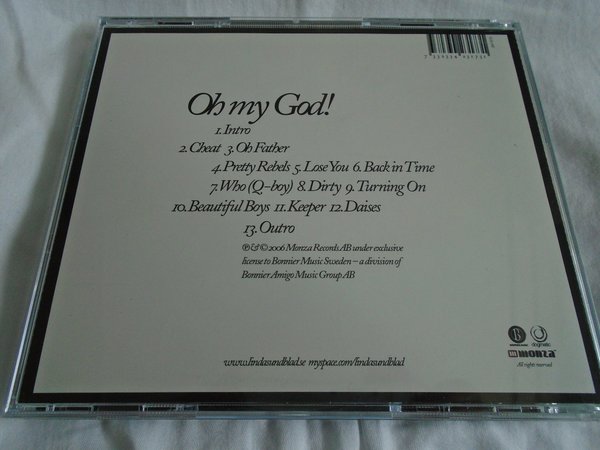 Oh my God!
1. Intro
2. Cheat 3. Oh Father
4. Pretty Rebels 5. Lose You 6. Back in Time
7. Who (Q-boy) 8. Dirty 9. Turning On
10. Beautiful Boys 11. Keeper 12. Daises
13. Outro
℗ & © 2006 Monza Records AB under exclusive
license to Bonnier Music Sweden – a division of
Bonnier Amigo Music Group AB
www.lindasundblad.se myspace.com/lindasundblad
B
dogmatic
m monza
All rights reserved